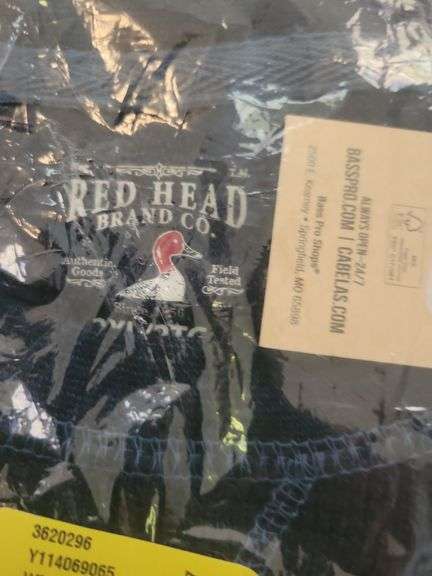 T.M.
RED HEAD
BRAND CO.
Authentic
Goods
Field
Tested
ALWAYS OPEN-24/7
BASSPRO.COM | CABELAS.COM
Bass Pro Shops®
2500 E. Kearney • Springfield, MO 65898
3620296
Y114069065